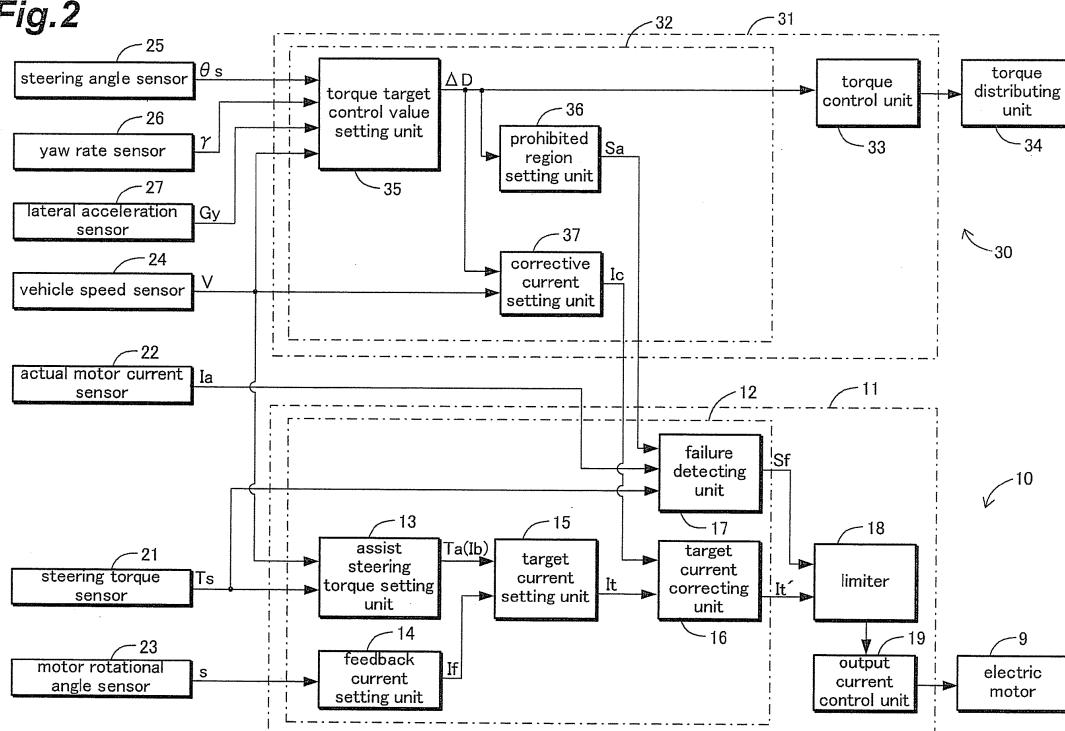 Fig.2
25
steering angle sensor
θs
26
yaw rate sensor
γ
27
lateral acceleration
sensor
Gy
24
vehicle speed sensor
V
22
actual motor current
sensor
Ia
21
steering torque
sensor
Ts
23
motor rotational
angle sensor
s
31
32
torque target
control value
setting unit
35
ΔD
36
prohibited
region
setting unit
Sa
37
corrective
current
setting unit
Ic
torque
control unit
33
torque
distributing
unit
34
30
11
12
failure
detecting
unit
17
Sf
10
13
assist
steering
torque setting
unit
Ta(Ib)
14
feedback
current
setting unit
If
15
target
current
setting unit
It
target
current
correcting
unit
16
It´
18
limiter
19
output
current
control unit
9
electric
motor